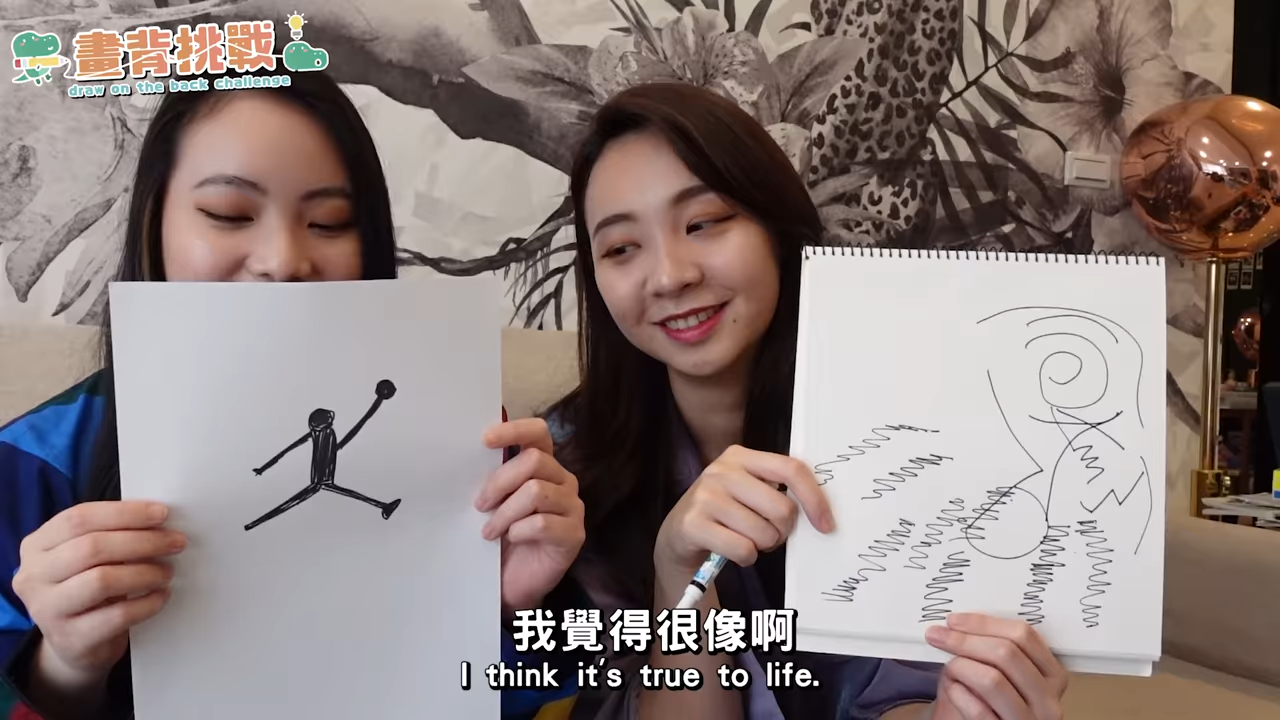 畫背挑戰
draw on the back challenge
我覺得很像啊
I think it's true to life.